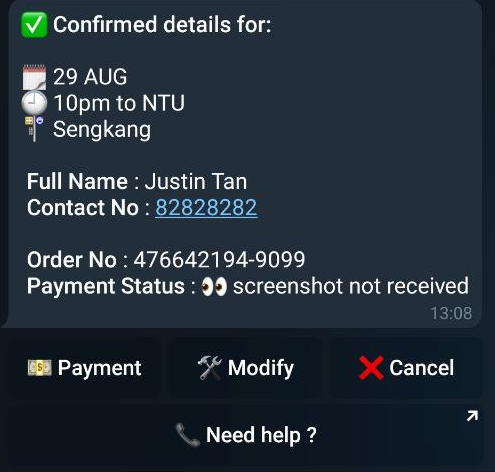 ✅ Confirmed details for:
🗓 29 AUG
🕙 10pm to NTU
🚏 Sengkang
Full Name : Justin Tan
Contact No : 82828282
Order No : 476642194-9099
Payment Status : 👀 screenshot not received
13:08
💵 Payment
🛠 Modify
❌ Cancel
📞 Need help ?